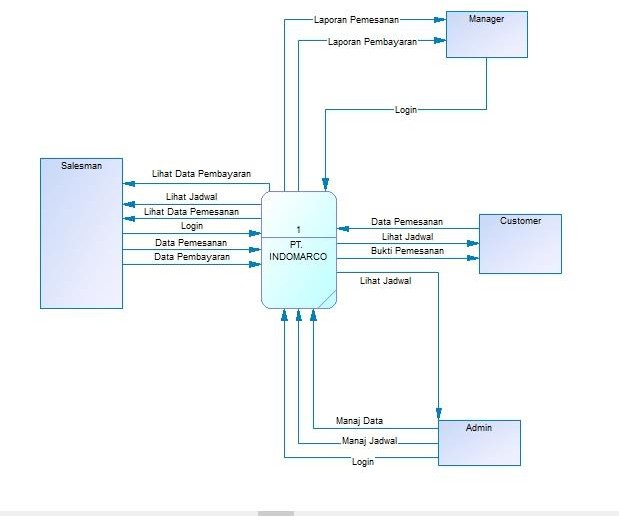 Laporan Pemesanan
Manager
Laporan Pembayaran
Login
Salesman
Lihat Data Pembayaran
Lihat Jadwal
Lihat Data Pemesanan
Login
Data Pemesanan
Data Pembayaran
1
PT.
INDOMARCO
Data Pemesanan
Customer
Lihat Jadwal
Bukti Pemesanan
Lihat Jadwal
Manaj Data
Admin
Manaj Jadwal
Login